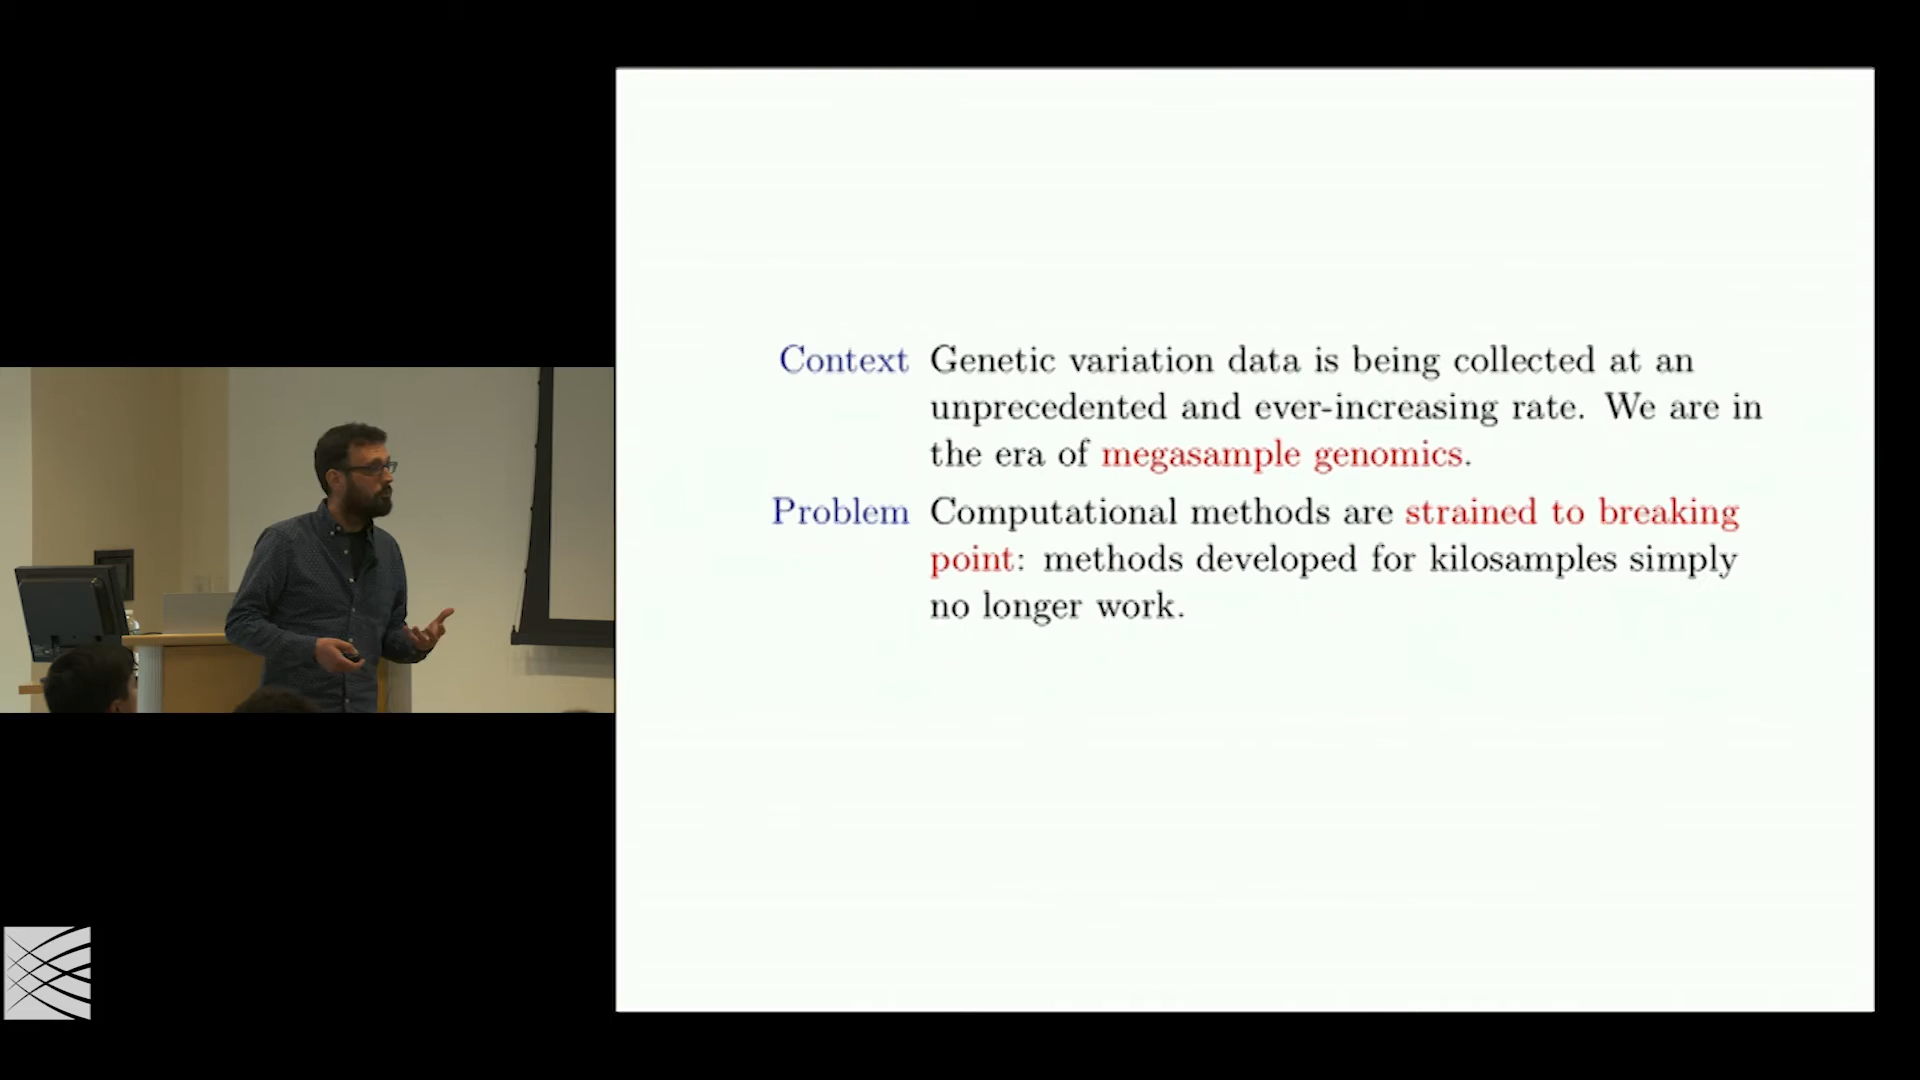 Context Genetic variation data is being collected at an
unprecedented and ever-increasing rate. We are in
the era of megasample genomics.
Problem Computational methods are strained to breaking
point: methods developed for kilosamples simply
no longer work.